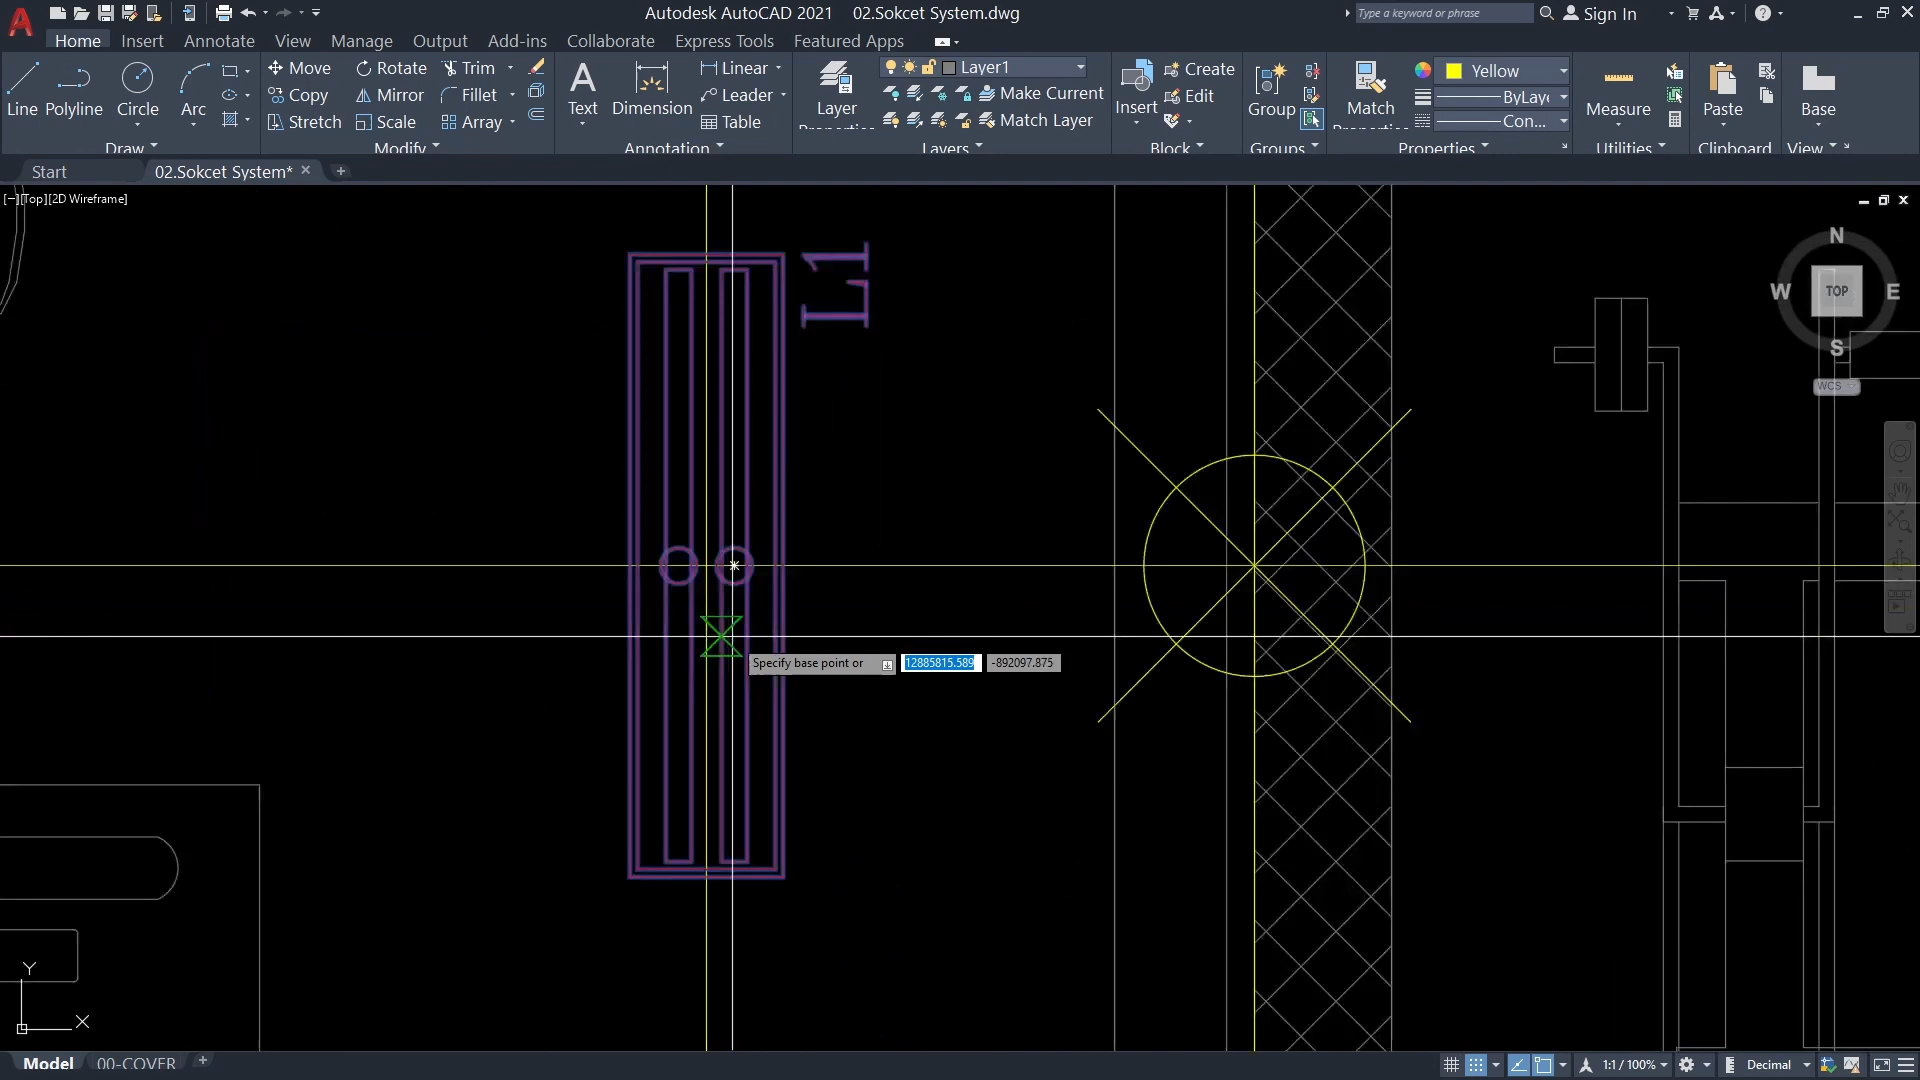 Autodesk AutoCAD 2021 02.Sokcet System.dwg
Type a keyword or phrase
Sign In
Home Insert Annotate View Manage Output Add-ins Collaborate Express Tools Featured Apps
Line Polyline Circle Arc
Move Rotate Trim
Copy Mirror Fillet
Stretch Scale Array
Text Dimension
Linear
Leader
Table
Layer
Properties
Layer1
Make Current
Match Layer
Insert
Create
Edit
Group
Match
Properties
Yellow
ByLaye
Con...
Measure
Paste
Base
Draw Modify Annotation Layers Block Groups Properties Utilities Clipboard View
Start 02.Sokcet System*
[−][Top][2D Wireframe]
N
W TOP E
S
WCS
L1
Specify base point or 12885815.589 -892097.875
Y
X
Model 00-COVER
1:1 / 100% Decimal